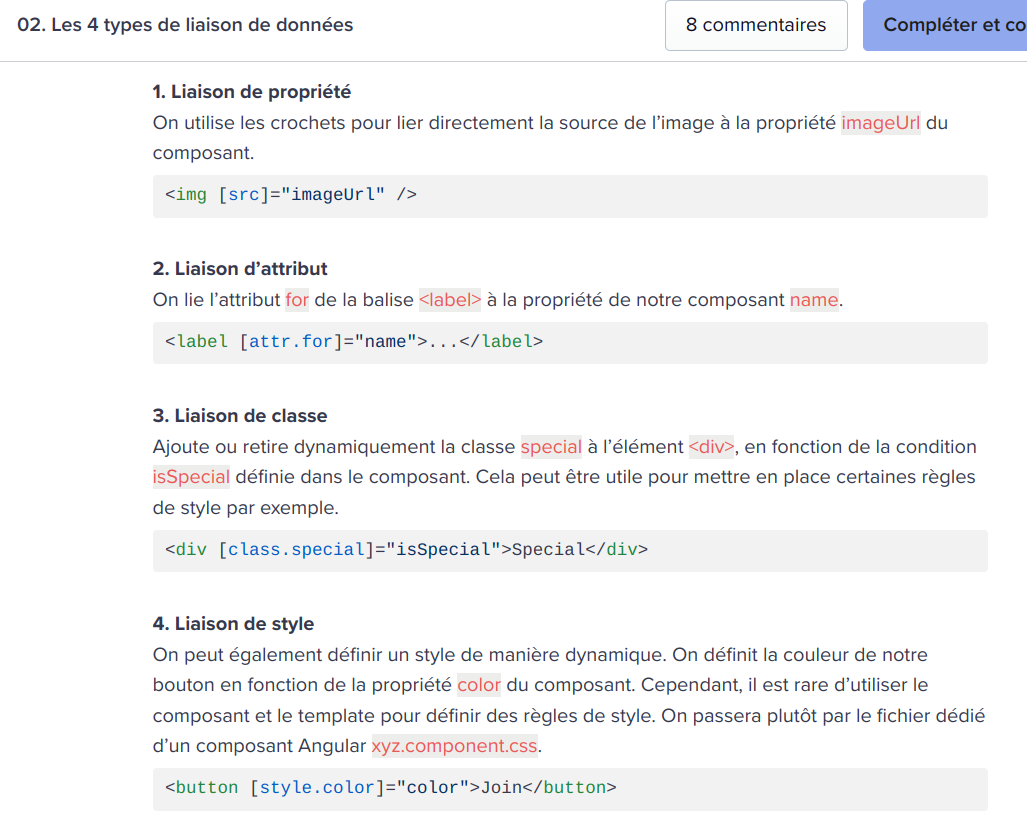 02. Les 4 types de liaison de données
8 commentaires
Compléter et co
1. Liaison de propriété
On utilise les crochets pour lier directement la source de l’image à la propriété imageUrl du
composant.
<img [src]="imageUrl" />
2. Liaison d’attribut
On lie l’attribut for de la balise <label> à la propriété de notre composant name.
<label [attr.for]="name">...</label>
3. Liaison de classe
Ajoute ou retire dynamiquement la classe special à l’élément <div>, en fonction de la condition
isSpecial définie dans le composant. Cela peut être utile pour mettre en place certaines règles
de style par exemple.
<div [class.special]="isSpecial">Special</div>
4. Liaison de style
On peut également définir un style de manière dynamique. On définit la couleur de notre
bouton en fonction de la propriété color du composant. Cependant, il est rare d’utiliser le
composant et le template pour définir des règles de style. On passera plutôt par le fichier dédié
d’un composant Angular xyz.component.css.
<button [style.color]="color">Join</button>